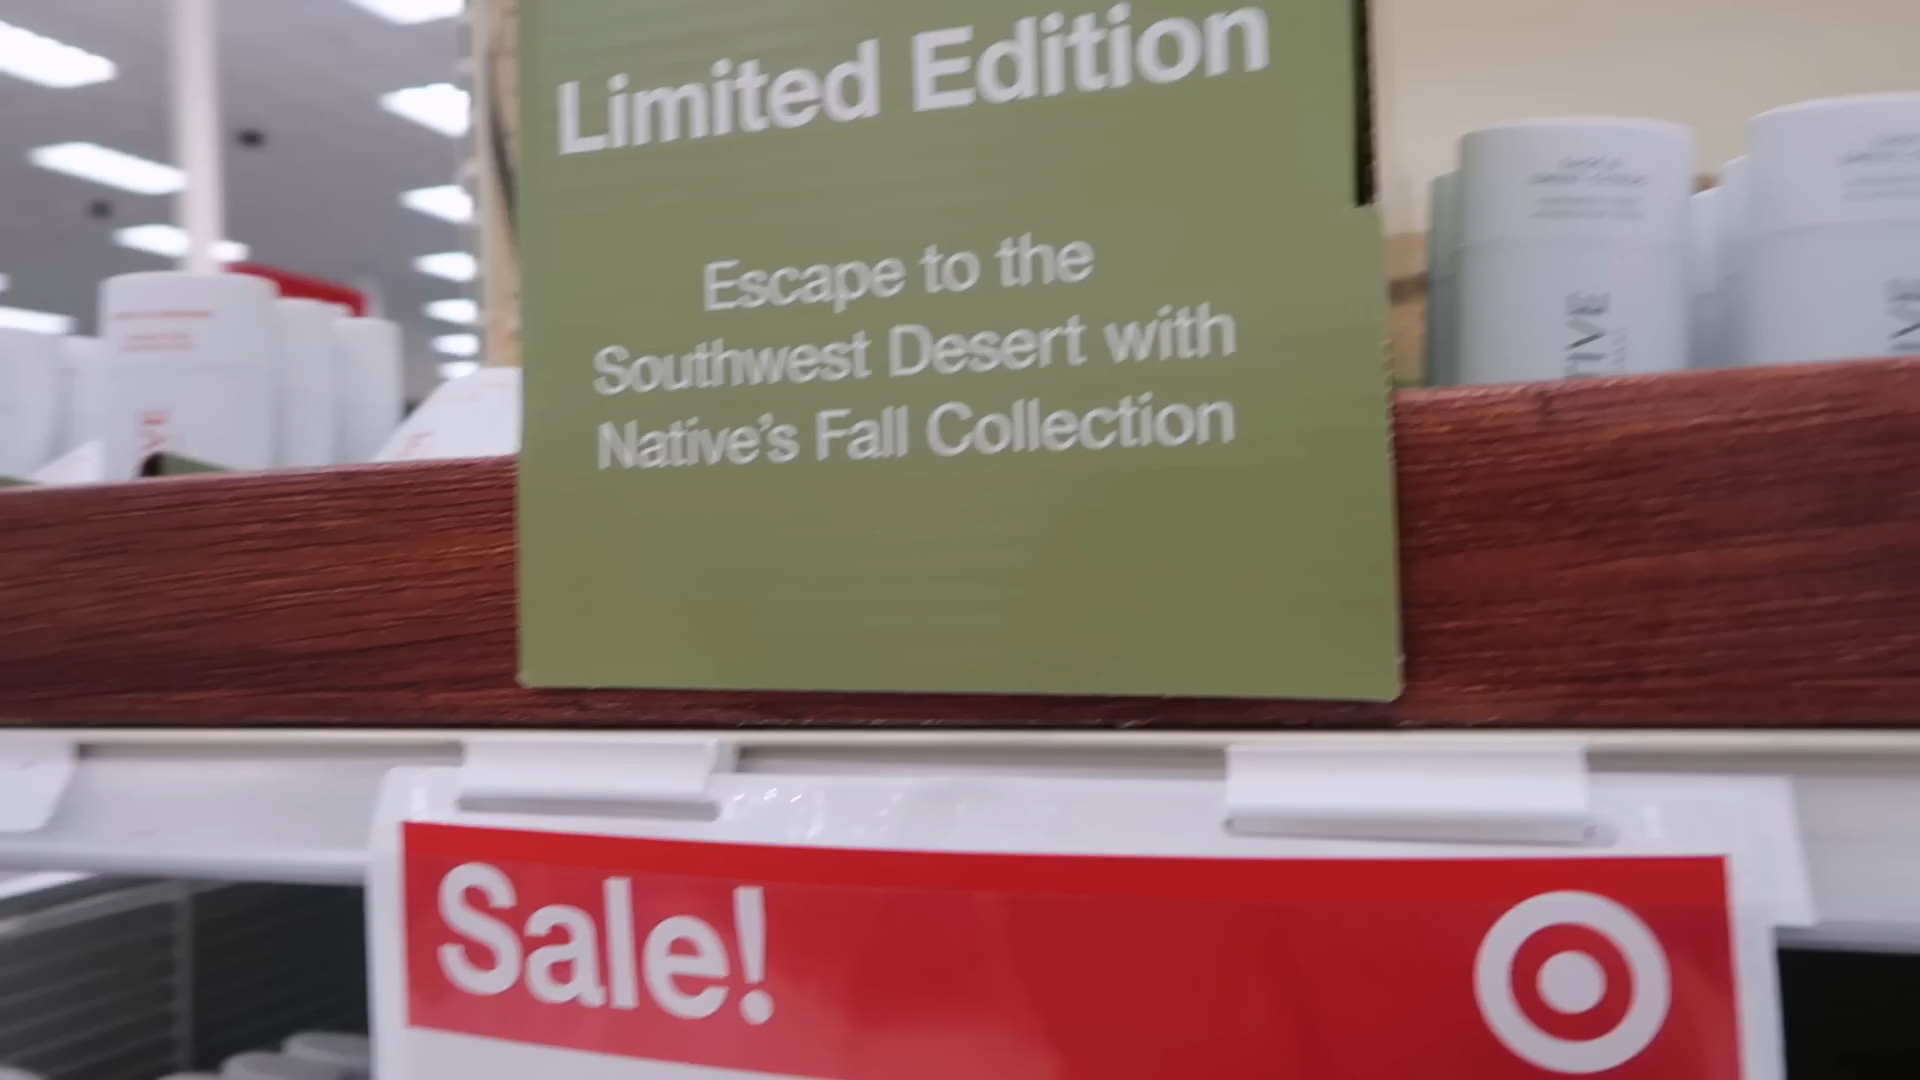 Limited Edition
Escape to the
Southwest Desert with
Native's Fall Collection
Sale!